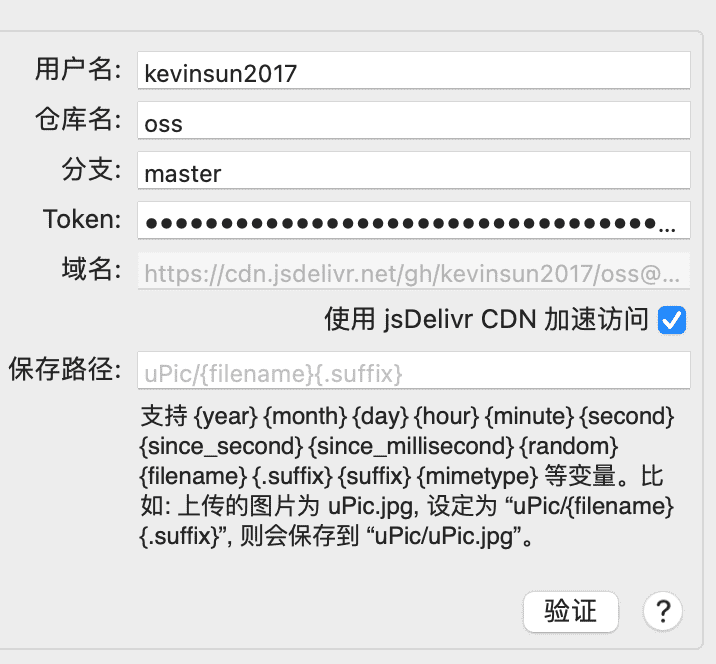 用户名: kevinsun2017
仓库名: oss
分支: master
Token: ●●●●●●●●●●●●●●●●●●●●●●●●●●●●●●●●●●...
域名: https://cdn.jsdelivr.net/gh/kevinsun2017/oss@...
使用 jsDelivr CDN 加速访问
保存路径: uPic/{filename}{.suffix}
支持 {year} {month} {day} {hour} {minute} {second}
{since_second} {since_millisecond} {random}
{filename} {.suffix} {suffix} {mimetype} 等变量。比
如: 上传的图片为 uPic.jpg, 设定为 “uPic/{filename}
{.suffix}”, 则会保存到 “uPic/uPic.jpg”。
验证 ?